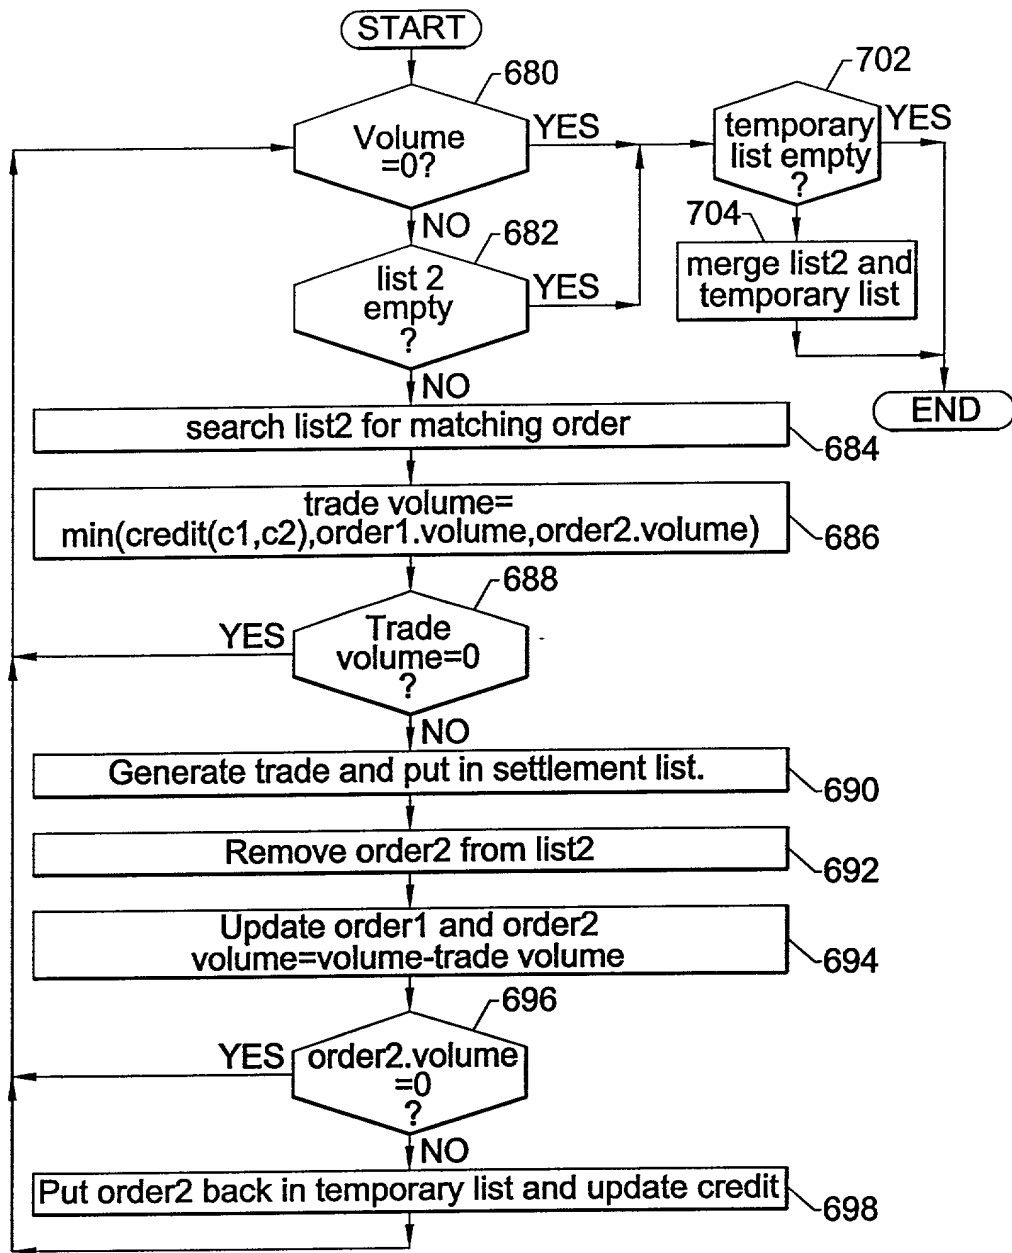 START
680
Volume
=0?
YES
NO
702
temporary
list empty
?
YES
704
merge list2 and
temporary list
END
682
list 2
empty
?
YES
NO
search list2 for matching order
684
trade volume=
min(credit(c1,c2),order1.volume,order2.volume)
686
688
Trade
volume=0
?
YES
NO
Generate trade and put in settlement list.
690
Remove order2 from list2
692
Update order1 and order2
volume=volume-trade volume
694
696
order2.volume
=0
?
YES
NO
Put order2 back in temporary list and update credit
698